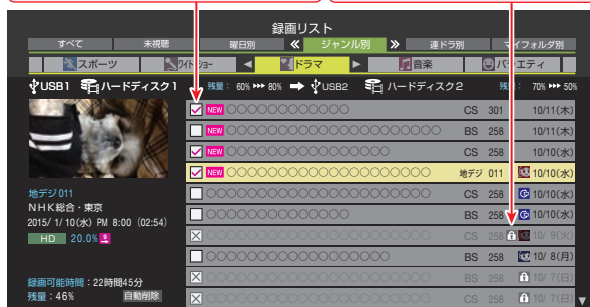 録画リスト
すべて 未視聴 曜日別 ジャンル別 連ドラ別 マイフォルダ別
スポーツ ワイドショー ドラマ 音楽 バラエティ
USB1 ハードディスク1 残量: 60% 80% USB2 ハードディスク2 残量: 70% 50%
NEW ○○○○○○○○○○○○ CS 301 10/11(木)
NEW ○○○○○○○○○○○○○○○○○○○○ BS 258 10/11(木)
NEW ○○○○○○○○○○○○○○○ CS 258 10/10(水)
NEW ○○○○○○○○○○○○○○○○○○○ 地デジ 011 10/10(水)
○○○○○○○○○○○○○○○○○○○○○ CS 258 10/10(水)
○○○○○○○○○○○○○ BS 258 10/10(水)
○○○○○○○○○○○○○○○○○○○○○ CS 258 10/ 9(火)
○○○○○○○○○○○○○○○○○ BS 258 10/ 8(月)
○○○○○○○○○○○○○○○○○○○○○ BS 258 10/ 7(日)
○○○○○○○○○○○○○○○○○○○○○ CS 258 10/ 7(日)
地デジ 011
NHK総合・東京
2015/ 1/10(水) PM 8:00 (02:54)
HD 20.0%
録画可能時間:22時間45分
残量:46% 自動削除